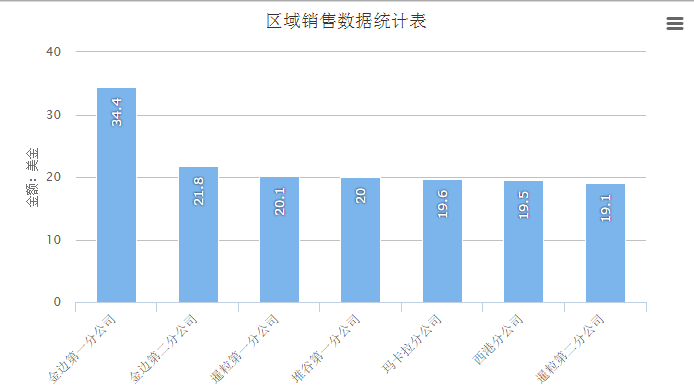 区域销售数据统计表
40
30
20
10
0
金额：美金
34.4
21.8
20.1
20
19.6
19.5
19.1
金边第一分公司
金边第二分公司
暹粒第一分公司
堆谷第一分公司
玛卡拉分公司
西港分公司
暹粒第二分公司